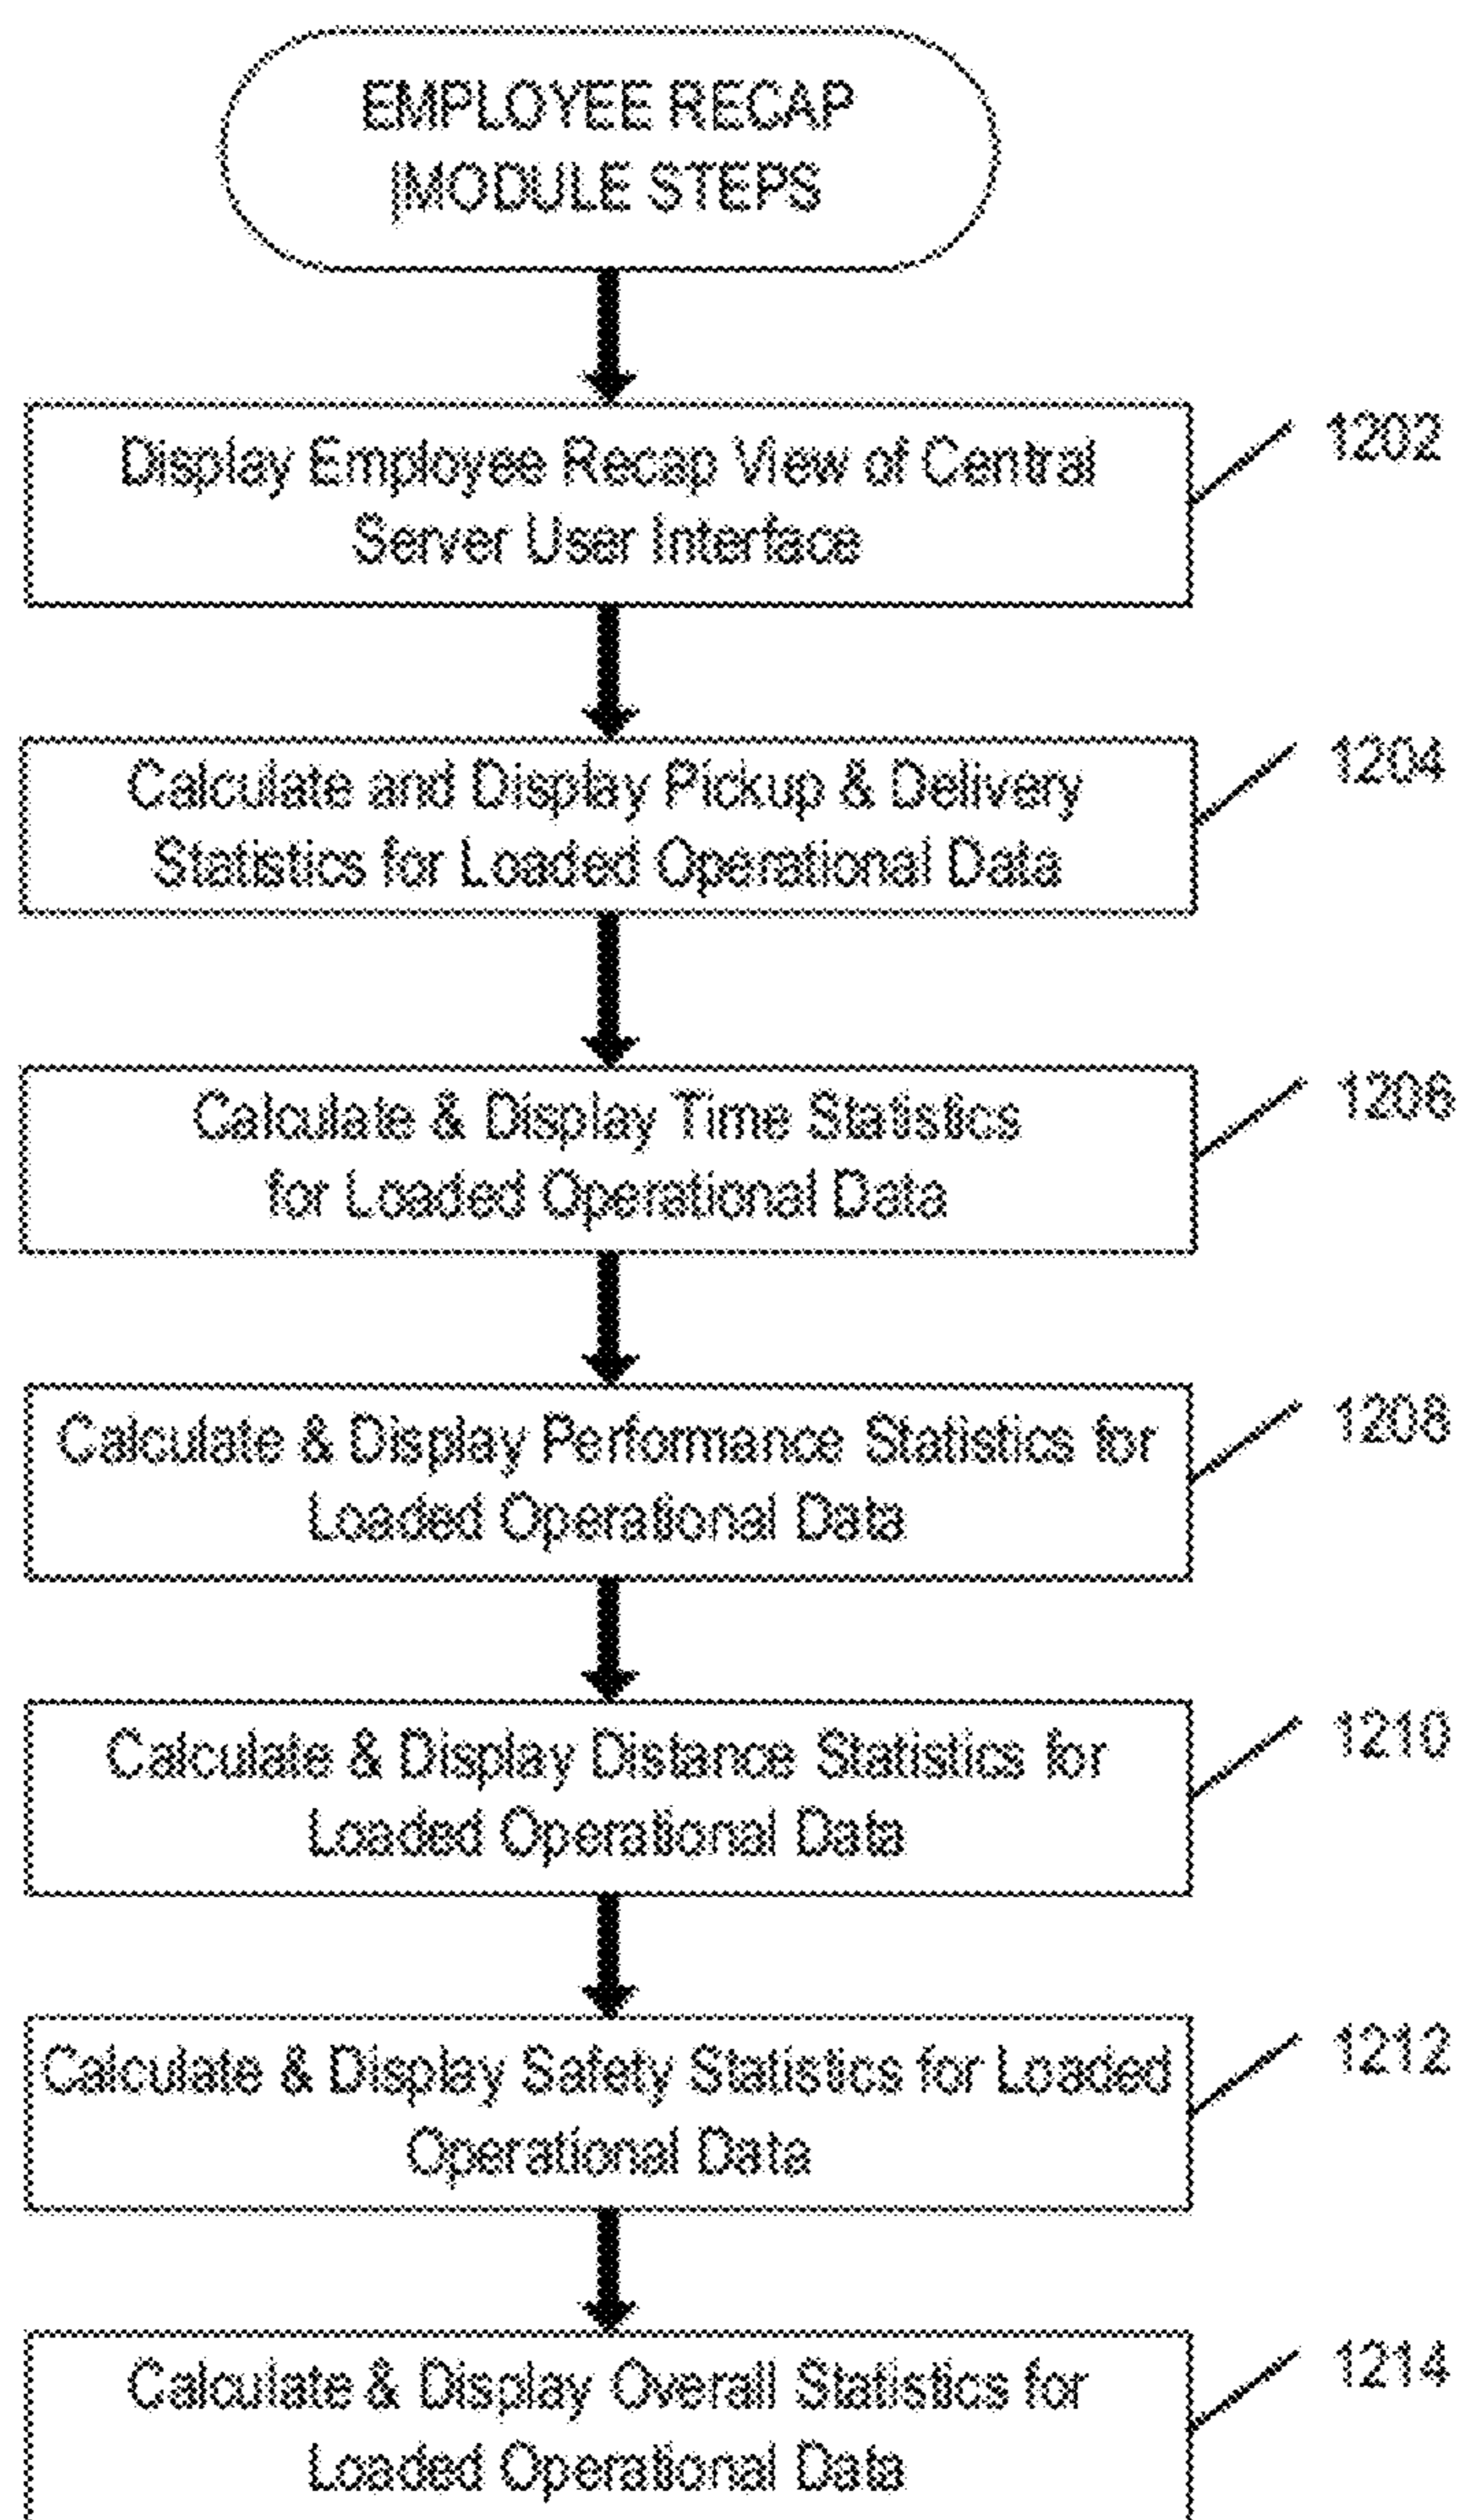 EMPLOYEE RECAP
MODULE STEPS
Display Employee Recap View of Central
Server User Interface
1202
Calculate and Display Pickup & Delivery
Statistics for Loaded Operational Data
1204
Calculate & Display Time Statistics
for Loaded Operational Data
1206
Calculate & Display Performance Statistics for
Loaded Operational Data
1208
Calculate & Display Distance Statistics for
Loaded Operational Data
1210
Calculate & Display Safety Statistics for Loaded
Operational Data
1212
Calculate & Display Overall Statistics for
Loaded Operational Data
1214